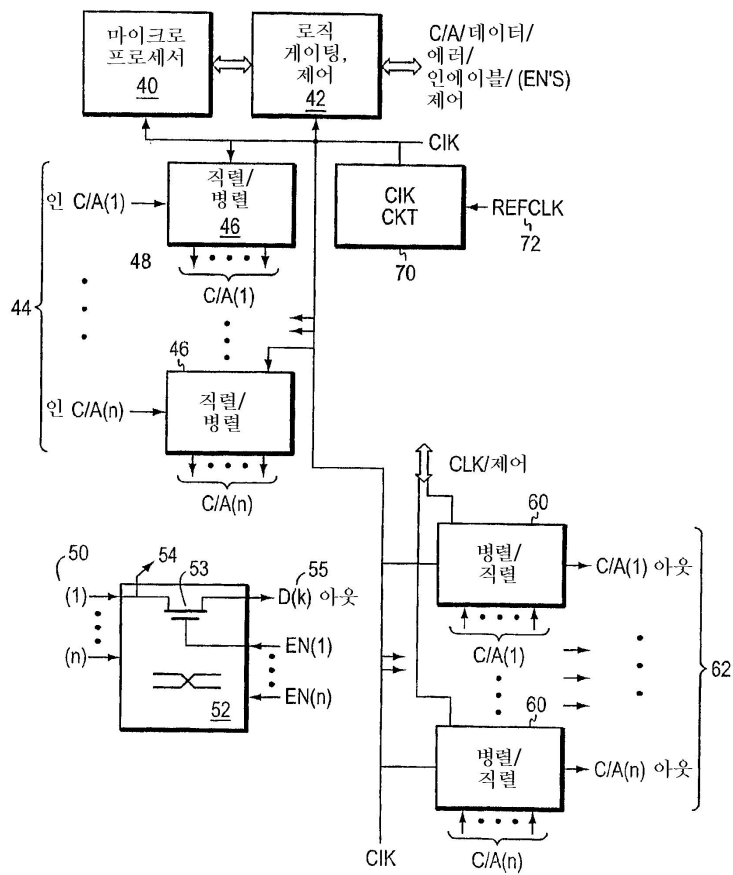 마이크로
프로세서
40
로직
게이팅,
제어
42
C/A/데이터/
에러/
인에이블/ (EN'S)
제어
ClK
직렬/
병렬
46
인 C/A(1)
48
C/A(1)
ClK
CKT
70
REFCLK
72
44
46
직렬/
병렬
인 C/A(n)
C/A(n)
CLK/제어
60
병렬/
직렬
C/A(1) 아웃
C/A(1)
62
60
병렬/
직렬
C/A(n) 아웃
C/A(n)
ClK
50
54
53
55
(1)
D(k) 아웃
EN(1)
(n)
EN(n)
52